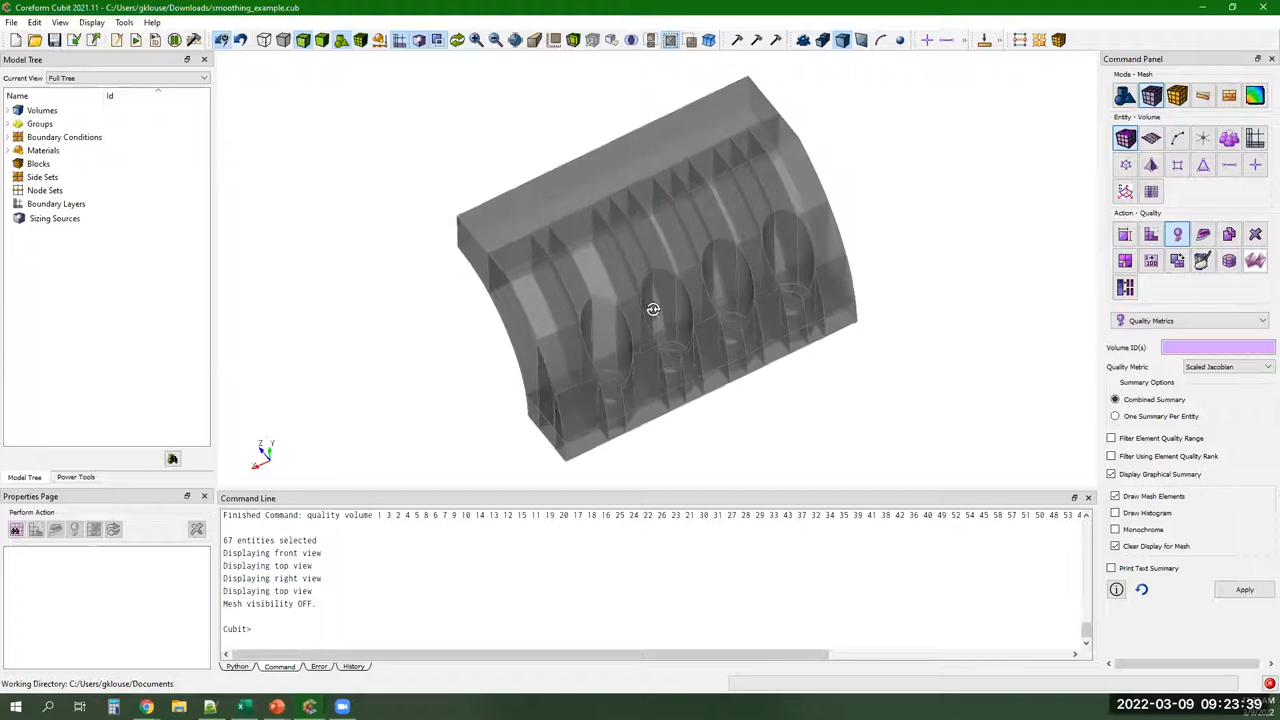 Coreform Cubit 2021.11 - C:/Users/gklouse/Downloads/smoothing_example.cub
File Edit View Display Tools Help
Model Tree
Current View Full Tree
Name Id
Volumes
Groups
Boundary Conditions
Materials
Blocks
Side Sets
Node Sets
Boundary Layers
Sizing Sources
Model Tree Power Tools
Properties Page
Perform Action
Z Y
Command Line
Finished Command: quality volume 1 3 2 4 5 8 6 7 9 10 14 13 12 15 11 19 20 17 18 16 25 24 22 26 23 21 30 31 27 28 29 33 43 37 32 34 35 39 41 38 36 40 42 49 52 44 45 46 54 55 57 51 50 48 53 4
67 entities selected
Displaying front view
Displaying top view
Displaying right view
Displaying top view
Mesh visibility OFF.
Cubit>
Python Command Error History
Working Directory: C:/Users/gklouse/Documents
Command Panel
Mode - Mesh
Entity - Volume
Action - Quality
Quality Metrics
Volume ID(s)
Quality Metric: Scaled Jacobian
Summary Options
Combined Summary
One Summary Per Entity
Filter Element Quality Range
Filter Using Element Quality Rank
Display Graphical Summary
Draw Mesh Elements
Draw Histogram
Monochrome
Clear Display for Mesh
Print Text Summary
Apply
2022-03-09 09:23:39